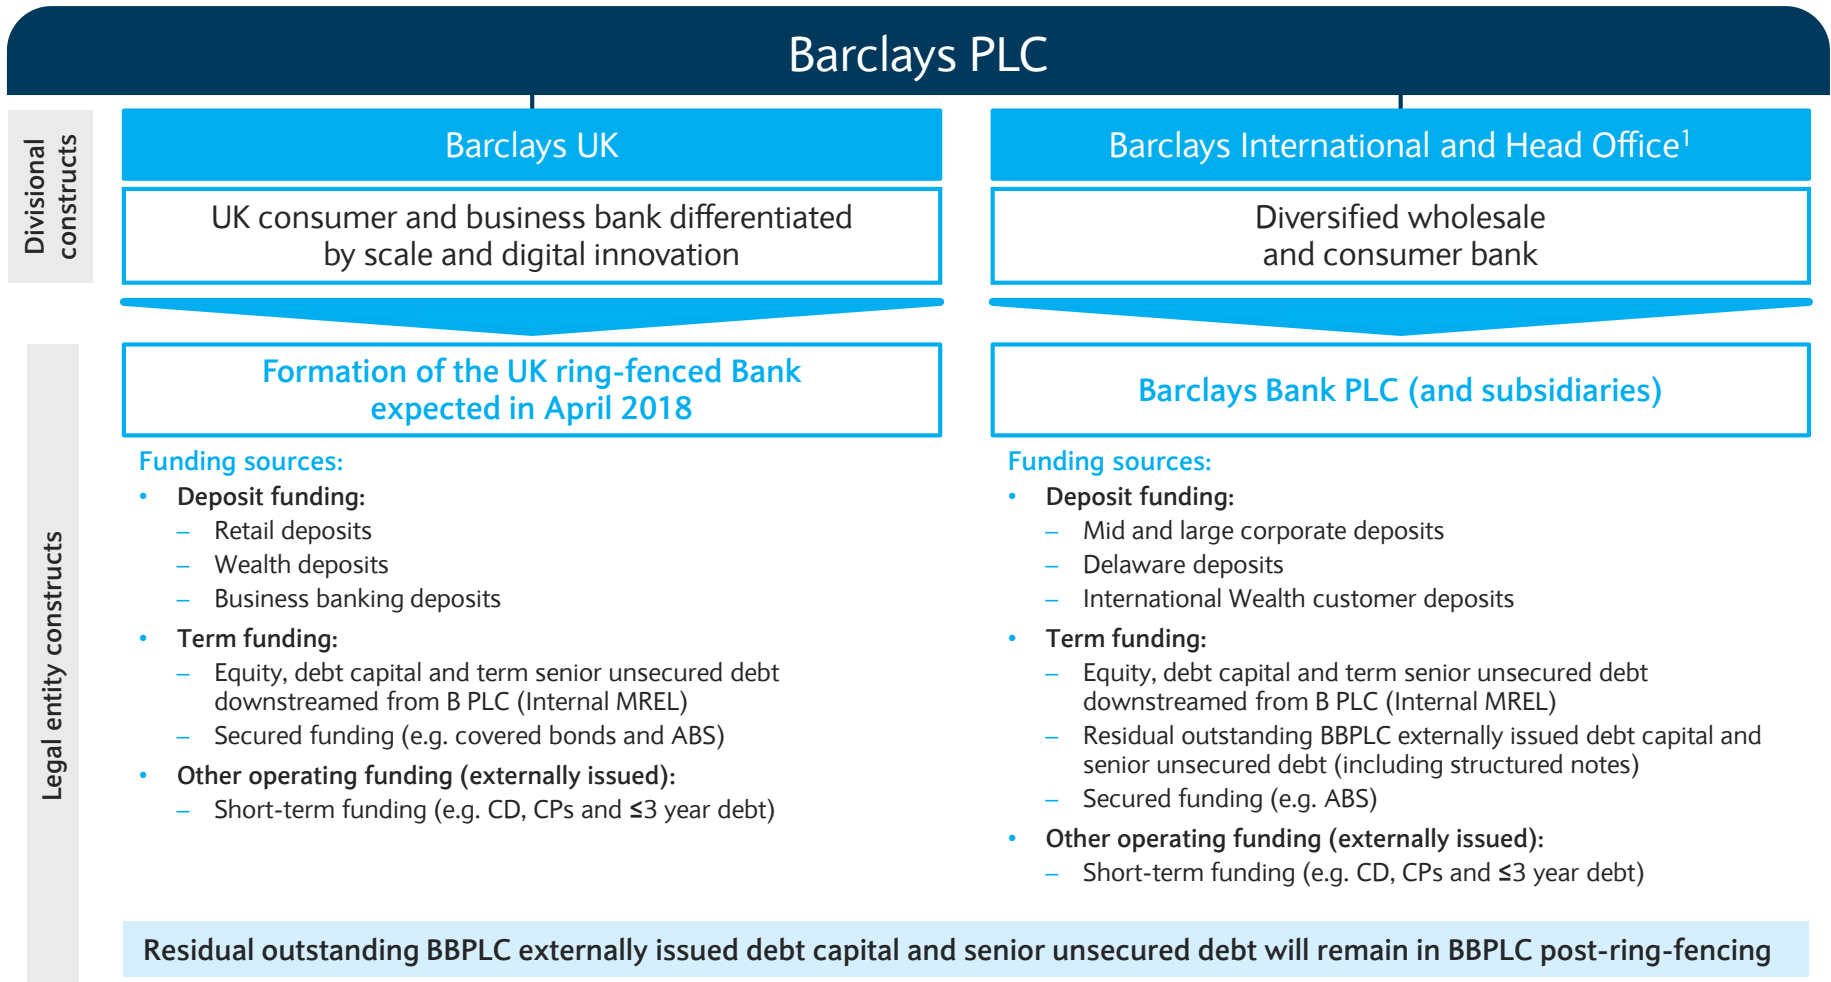 Barclays PLC
Divisional
constructs
Barclays UK
UK consumer and business bank differentiated
by scale and digital innovation
Barclays International and Head Office¹
Diversified wholesale
and consumer bank
Legal entity constructs
Formation of the UK ring-fenced Bank
expected in April 2018
Funding sources:
• Deposit funding:
– Retail deposits
– Wealth deposits
– Business banking deposits
• Term funding:
– Equity, debt capital and term senior unsecured debt
downstreamed from B PLC (Internal MREL)
– Secured funding (e.g. covered bonds and ABS)
• Other operating funding (externally issued):
– Short-term funding (e.g. CD, CPs and ≤3 year debt)
Barclays Bank PLC (and subsidiaries)
Funding sources:
• Deposit funding:
– Mid and large corporate deposits
– Delaware deposits
– International Wealth customer deposits
• Term funding:
– Equity, debt capital and term senior unsecured debt
downstreamed from B PLC (Internal MREL)
– Residual outstanding BBPLC externally issued debt capital and
senior unsecured debt (including structured notes)
– Secured funding (e.g. ABS)
• Other operating funding (externally issued):
– Short-term funding (e.g. CD, CPs and ≤3 year debt)
Residual outstanding BBPLC externally issued debt capital and senior unsecured debt will remain in BBPLC post-ring-fencing